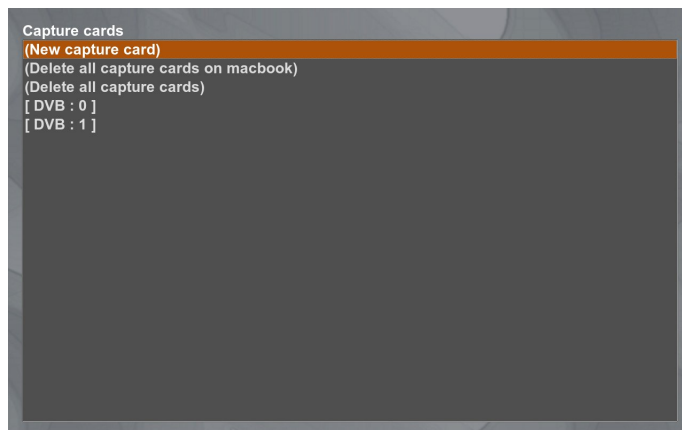 Capture cards
(New capture card)
(Delete all capture cards on macbook)
(Delete all capture cards)
[ DVB : 0 ]
[ DVB : 1 ]